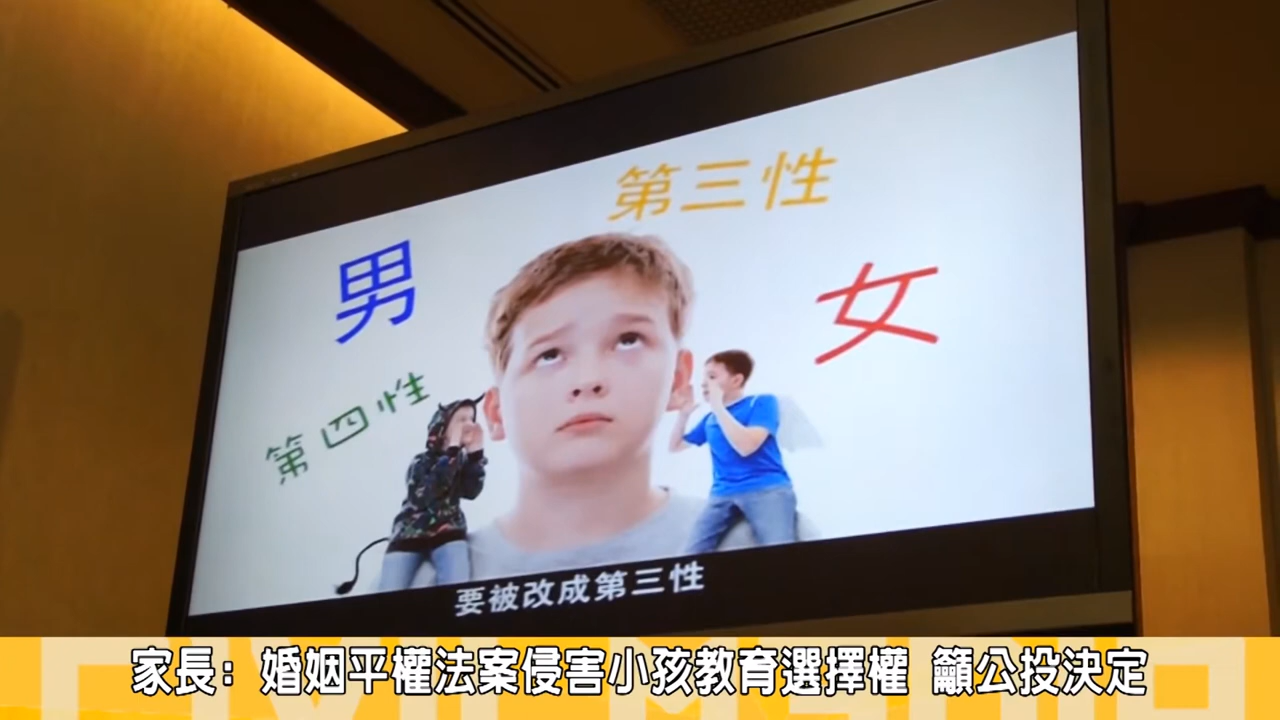 第三性
男
女
第四性
要被改成第三性
家長：婚姻平權法案侵害小孩教育選擇權 籲公投決定